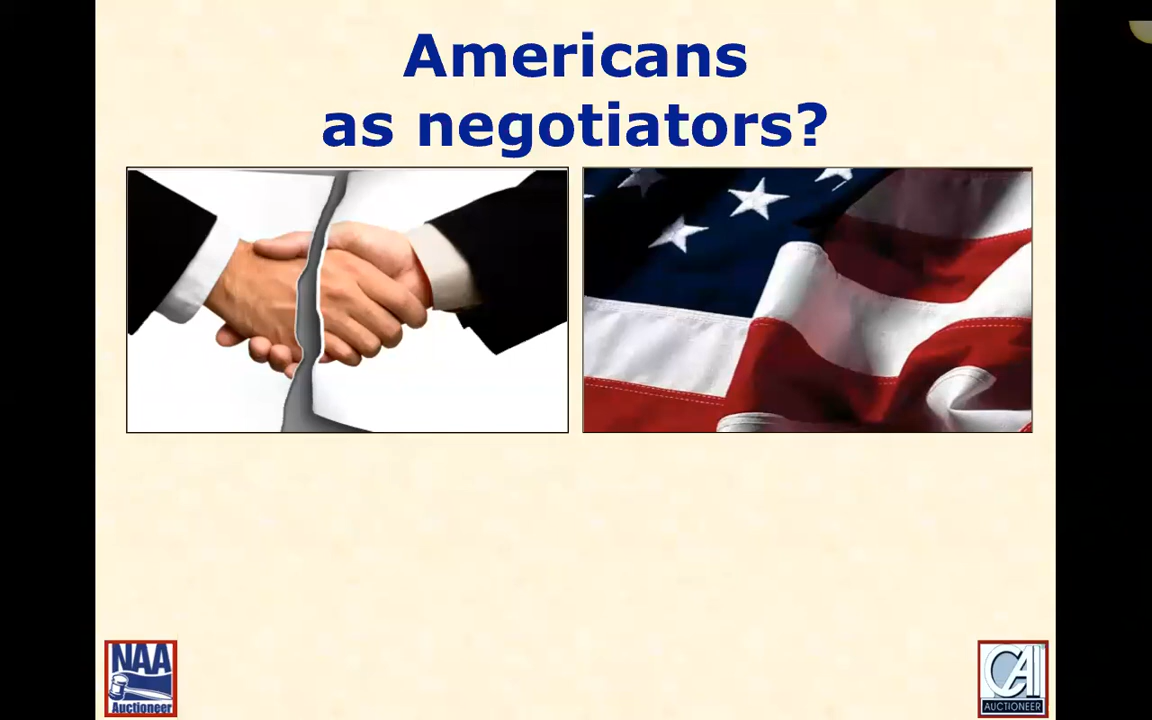 Americans
as negotiators?
NAA
Auctioneer
CAI
AUCTIONEER